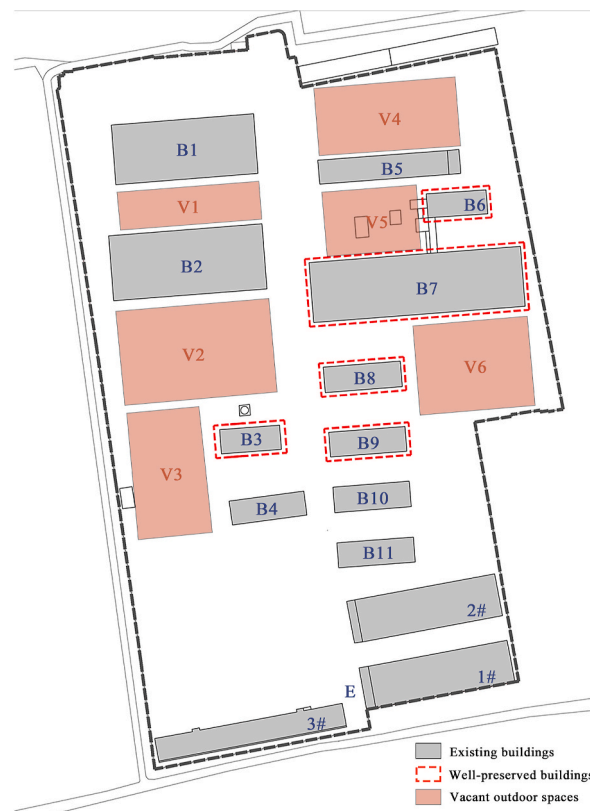 V4
B1
B5
V1
B6
V5
B2
B7
V2
V6
B8
B3
B9
V3
B10
B4
B11
2#
1#
E
3#
Existing buildings
Well-preserved buildings
Vacant outdoor spaces